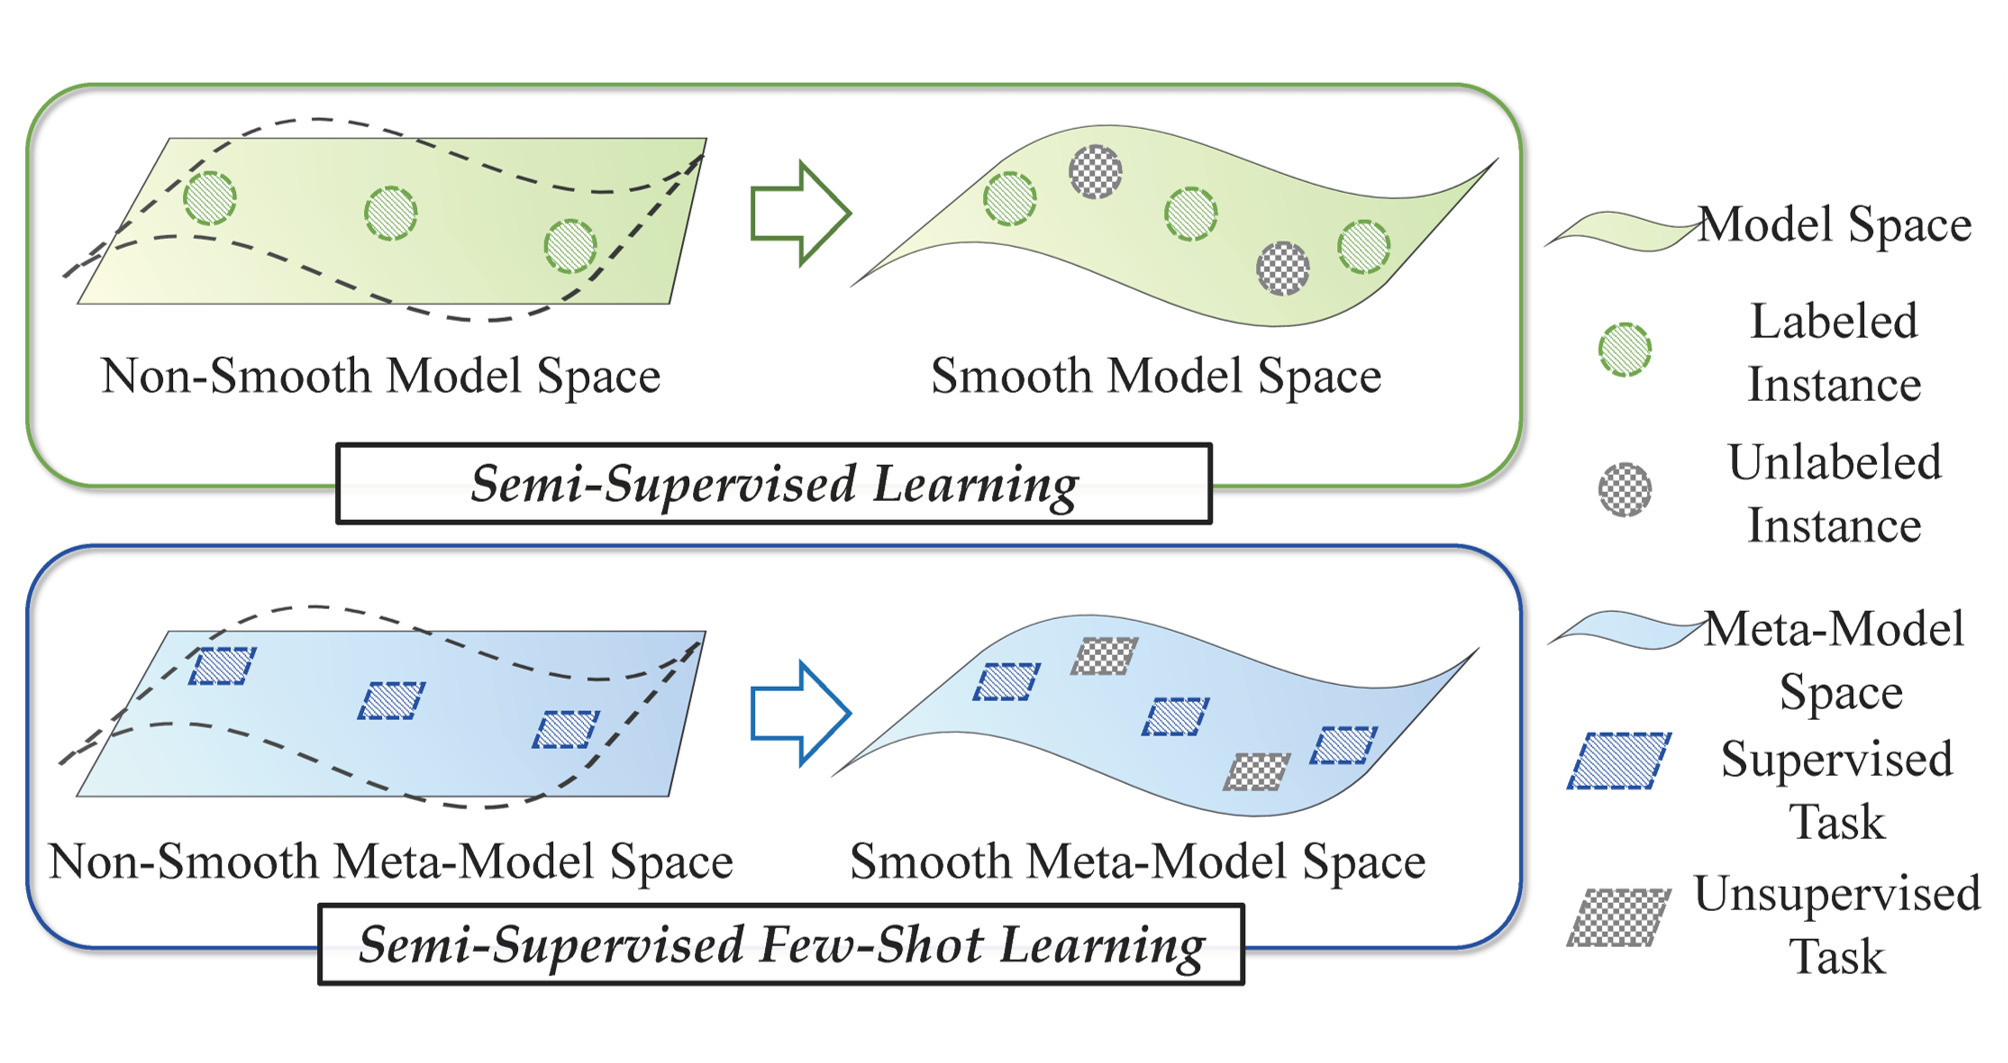 Non-Smooth Model Space
Smooth Model Space
Semi-Supervised Learning
Non-Smooth Meta-Model Space
Smooth Meta-Model Space
Semi-Supervised Few-Shot Learning
Model Space
Labeled
Instance
Unlabeled
Instance
Meta-Model
Space
Supervised
Task
Unsupervised
Task